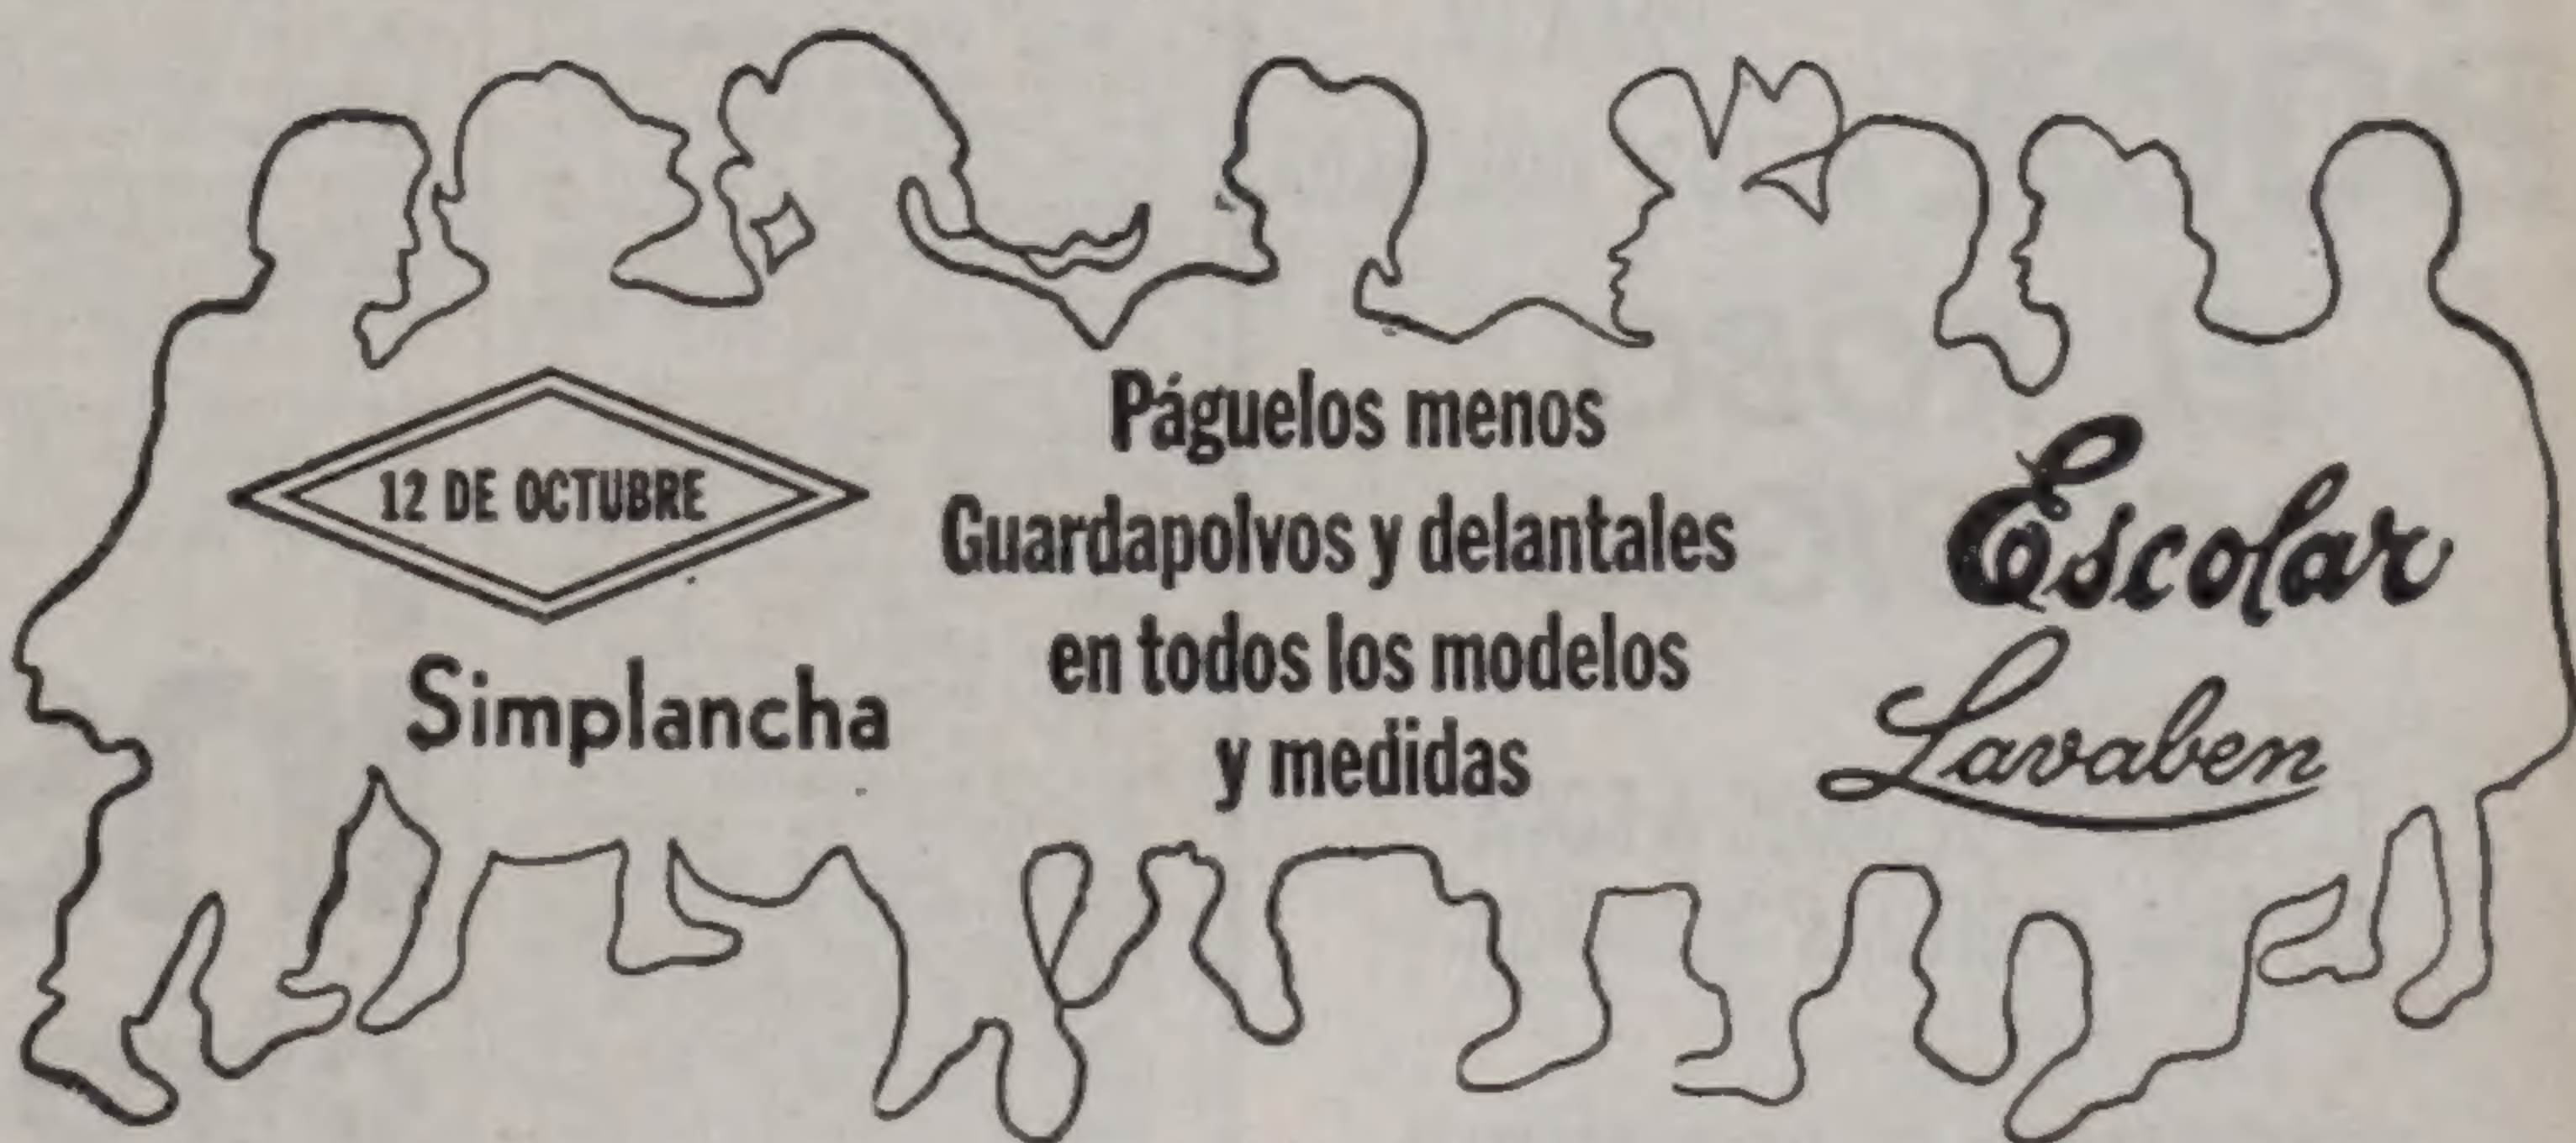 12 DE OCTUBRE
Simplancha
Páguelos menos
Guardapolvos y delantales
en todos los modelos
y medidas
Escolar
Lavaben